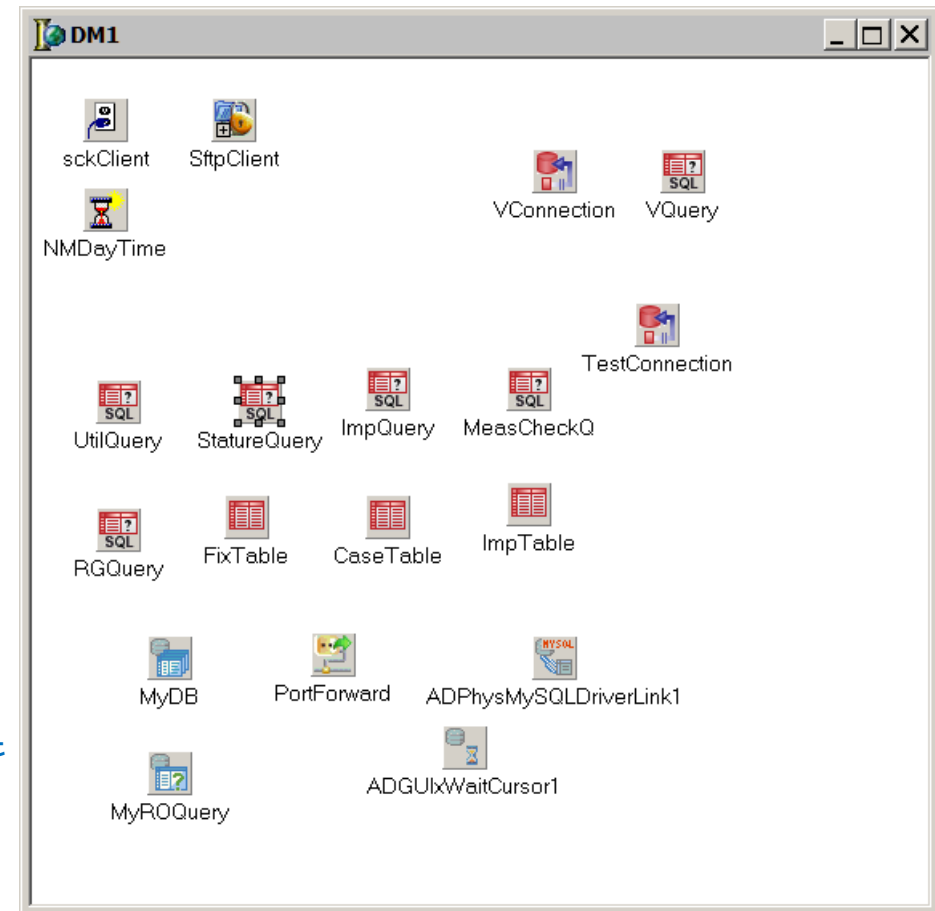 DM1
sckClient
SftpClient
VConnection
SQL
VQuery
NMDayTime
TestConnection
SQL
UtilQuery
SQL
StatureQuery
SQL
ImpQuery
SQL
MeasCheckQ
SQL
RGQuery
FixTable
CaseTable
ImpTable
MyDB
PortForward
MYSQL
ADPhysMySQLDriverLink1
MyROQuery
ADGUIxWaitCursor1